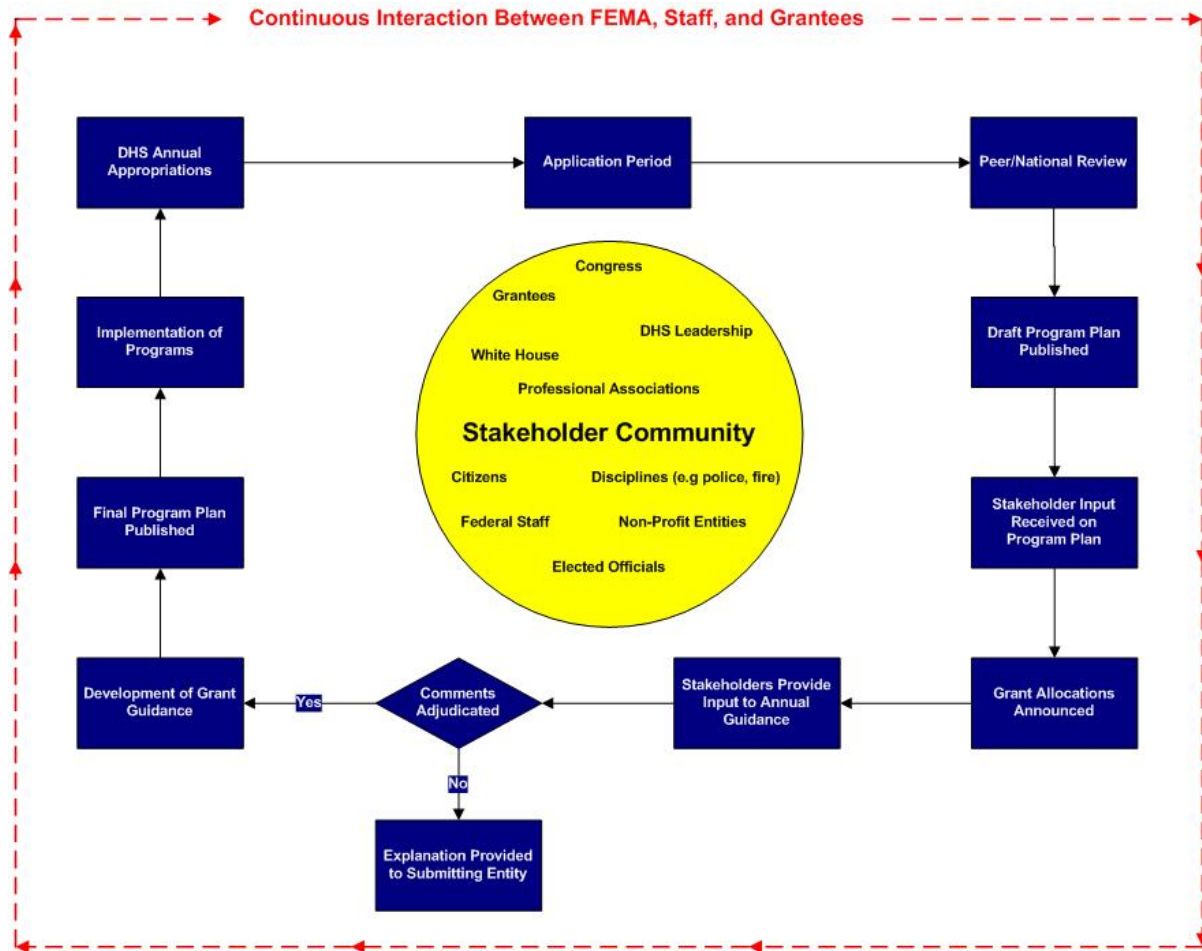 Continuous Interaction Between FEMA, Staff, and Grantees
DHS Annual
Appropriations
Application Period
Peer/National Review
Congress
Grantees
DHS Leadership
White House
Professional Associations
Stakeholder Community
Citizens
Disciplines (e.g police, fire)
Federal Staff
Non-Profit Entities
Elected Officials
Implementation of
Programs
Draft Program Plan
Published
Final Program Plan
Published
Stakeholder Input
Received on
Program Plan
Development of Grant
Guidance
Yes
Comments
Adjudicated
Stakeholders Provide
Input to Annual
Guidance
Grant Allocations
Announced
No
Explanation Provided
to Submitting Entity